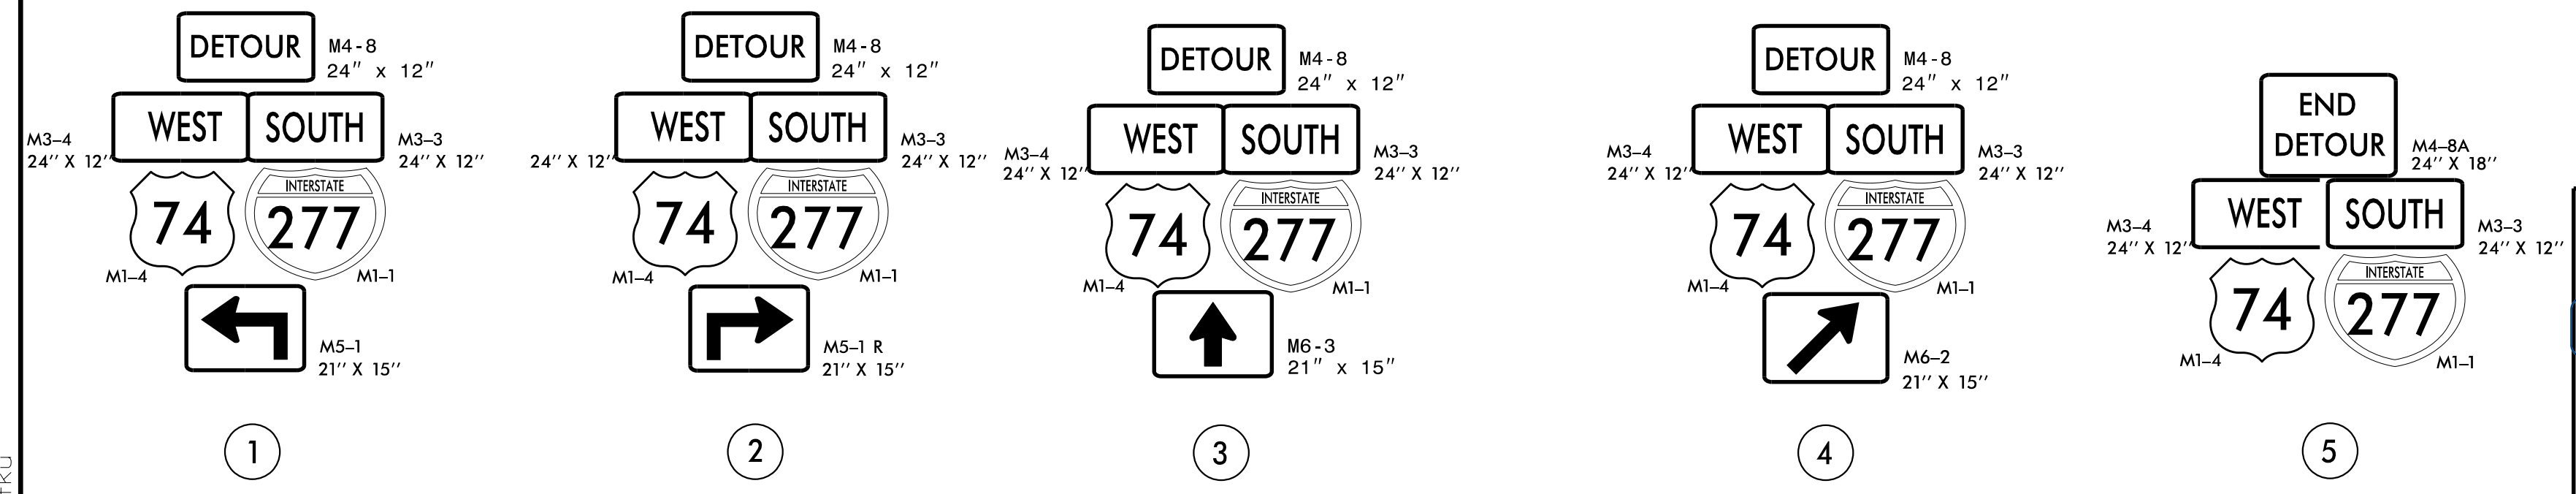 DETOUR
M4-8
24" x 12"
WEST
SOUTH
M3-4
24'' X 12''
M3-3
24'' X 12''
74
INTERSTATE
277
M1-4
M1-1
M5-1
21'' X 15''
1
DETOUR
M4-8
24" x 12"
WEST
SOUTH
24'' X 12''
M3-3
24'' X 12''
74
INTERSTATE
277
M1-4
M1-1
M5-1 R
21'' X 15''
2
DETOUR
M4-8
24" x 12"
WEST
SOUTH
M3-4
24'' X 12''
M3-3
24'' X 12''
74
INTERSTATE
277
M1-4
M1-1
M6-3
21" x 15"
3
DETOUR
M4-8
24" x 12"
WEST
SOUTH
M3-4
24'' X 12''
M3-3
24'' X 12''
74
INTERSTATE
277
M1-4
M1-1
M6-2
21'' X 15''
4
END
DETOUR
M4-8A
24'' X 18''
WEST
SOUTH
M3-4
24'' X 12''
M3-3
24'' X 12''
74
INTERSTATE
277
M1-4
M1-1
5